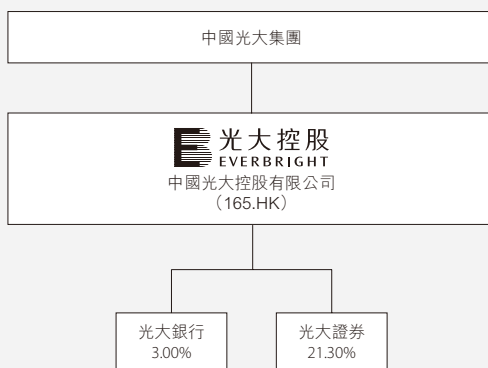 中國光大集團
光大控股
EVERBRIGHT
中國光大控股有限公司
（165.HK）
光大銀行
3.00%
光大證券
21.30%